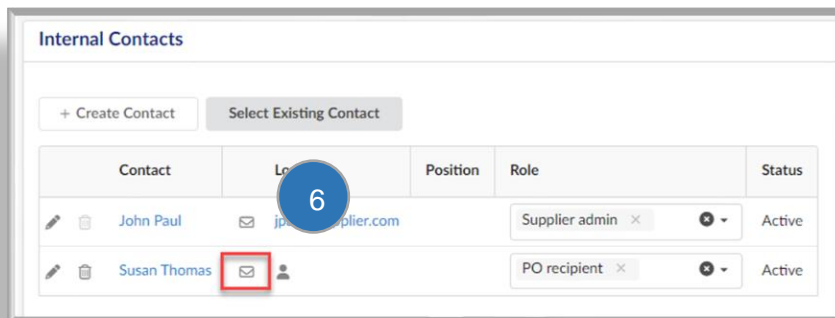 Internal Contacts
+ Create Contact Select Existing Contact
Contact Position Role Status
6
John Paul Supplier admin × Active
Susan Thomas PO recipient × Active